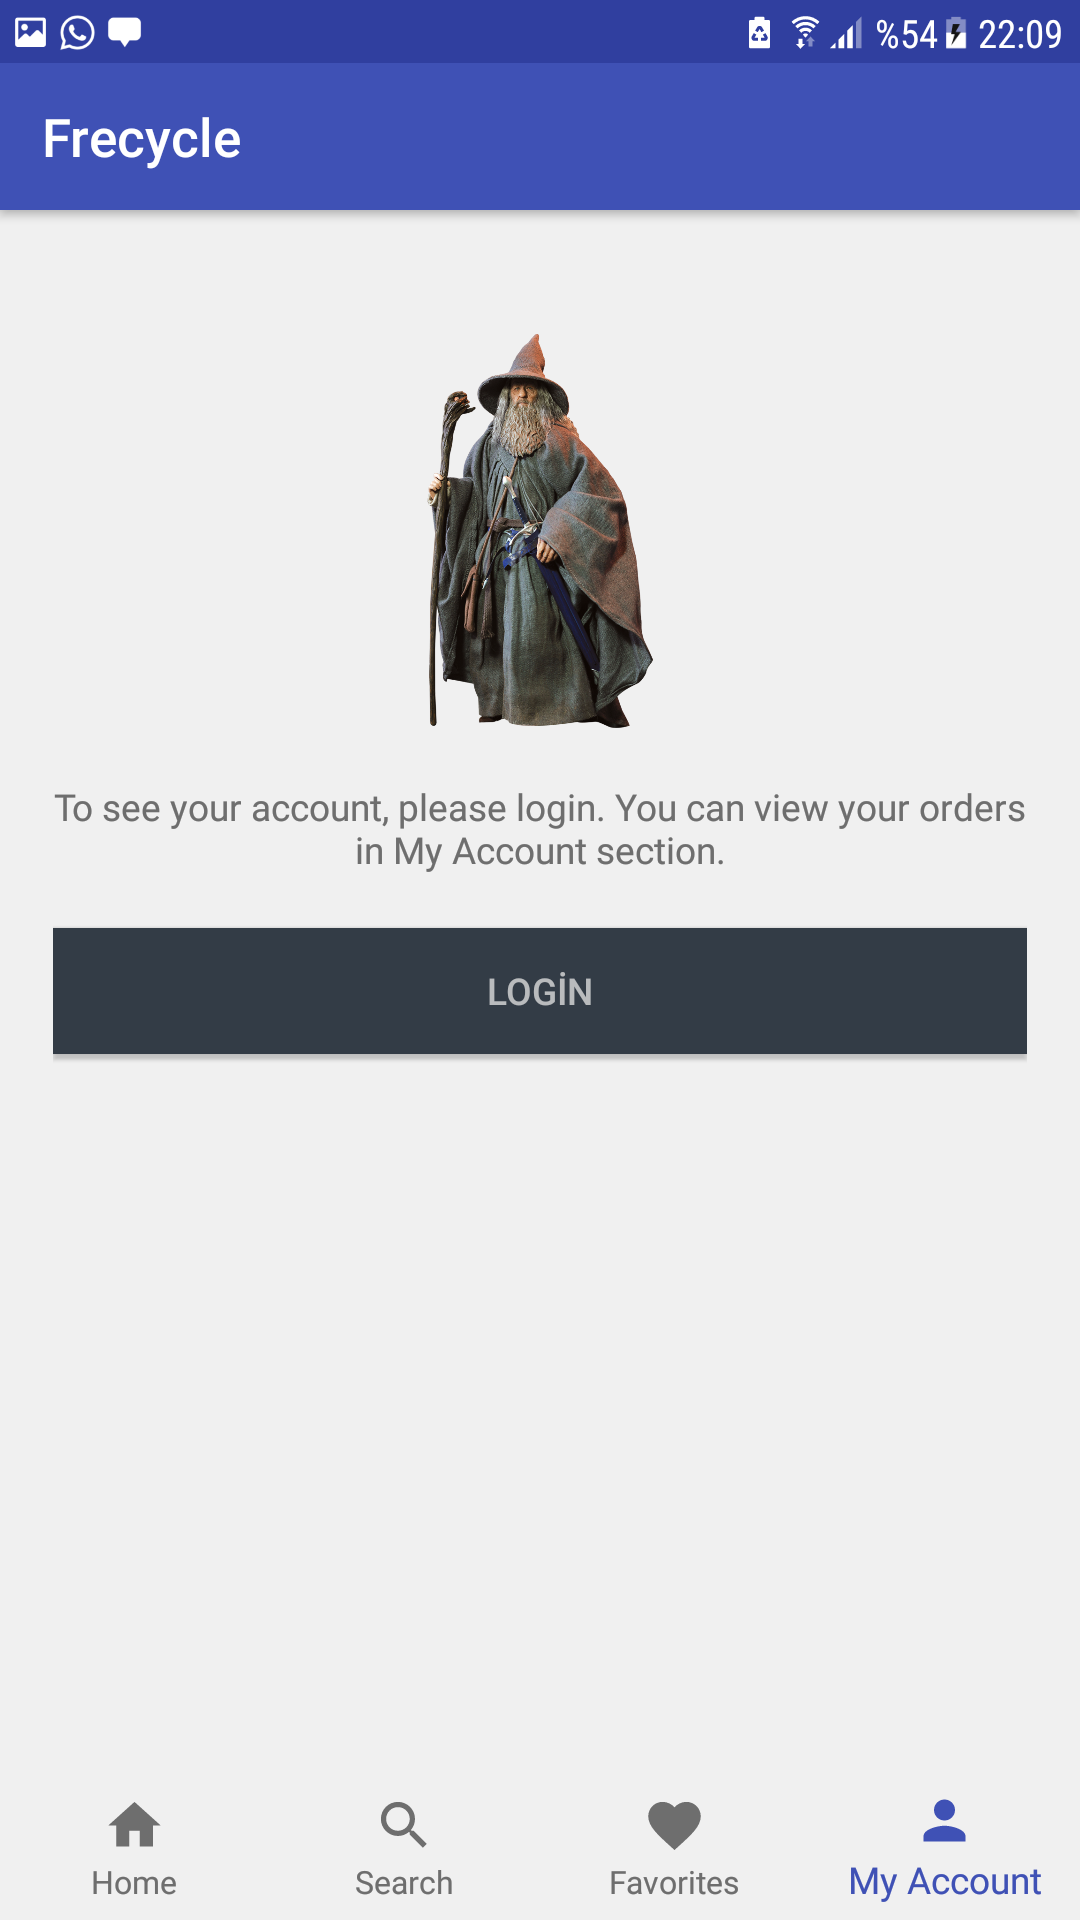 %54 22:09
Frecycle
To see your account, please login. You can view your orders
in My Account section.
LOGİN
Home Search Favorites My Account